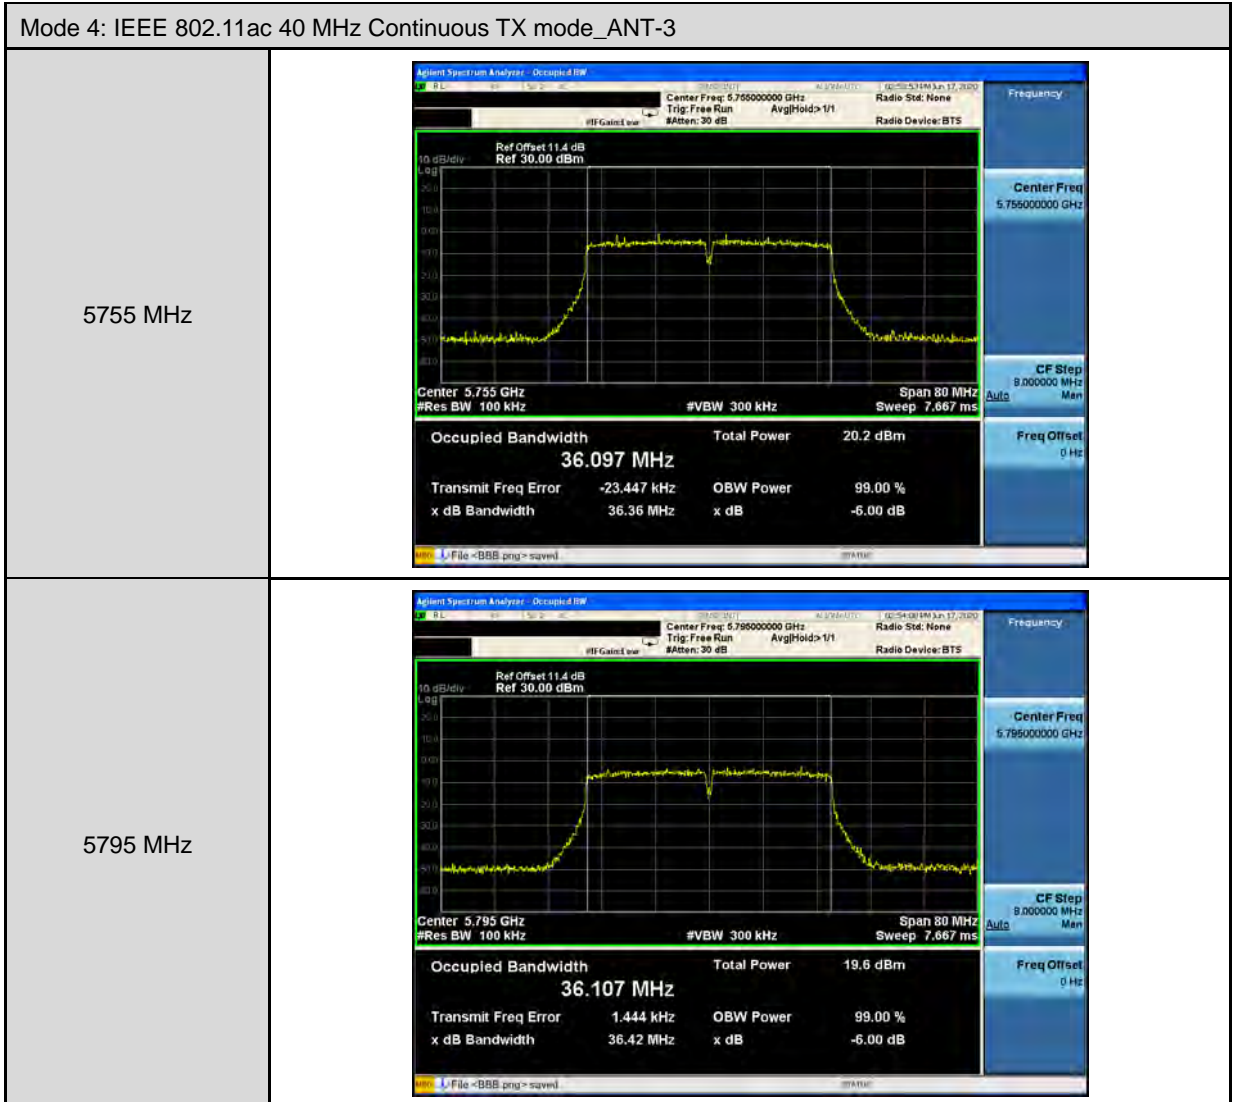 Mode 4: IEEE 802.11ac 40 MHz Continuous TX mode_ANT-3
5755 MHz
Agilent Spectrum Analyzer - Occupied BW
Center Freq: 5.755000000 GHz
Radio Std: None
Frequency
Trig: Free Run Avg|Hold:>1/1
#IFGain:Low #Atten: 30 dB
Radio Device: BTS
Ref Offset 11.4 dB
10 dB/div Ref 30.00 dBm
Log
Center Freq
5.755000000 GHz
CF Step
8.000000 MHz
Auto Man
Center 5.755 GHz Span 80 MHz
#Res BW 100 kHz #VBW 300 kHz Sweep 7.667 ms
Occupied Bandwidth Total Power 20.2 dBm
36.097 MHz
Freq Offset
0 Hz
Transmit Freq Error -23.447 kHz OBW Power 99.00 %
x dB Bandwidth 36.36 MHz x dB -6.00 dB
File <BBB.png> saved
STATUS
5795 MHz
Agilent Spectrum Analyzer - Occupied BW
Center Freq: 5.795000000 GHz
Radio Std: None
Frequency
Trig: Free Run Avg|Hold:>1/1
#IFGain:Low #Atten: 30 dB
Radio Device: BTS
Ref Offset 11.4 dB
10 dB/div Ref 30.00 dBm
Log
Center Freq
5.795000000 GHz
CF Step
8.000000 MHz
Auto Man
Center 5.795 GHz Span 80 MHz
#Res BW 100 kHz #VBW 300 kHz Sweep 7.667 ms
Occupied Bandwidth Total Power 19.6 dBm
36.107 MHz
Freq Offset
0 Hz
Transmit Freq Error 1.444 kHz OBW Power 99.00 %
x dB Bandwidth 36.42 MHz x dB -6.00 dB
File <BBB.png> saved
STATUS